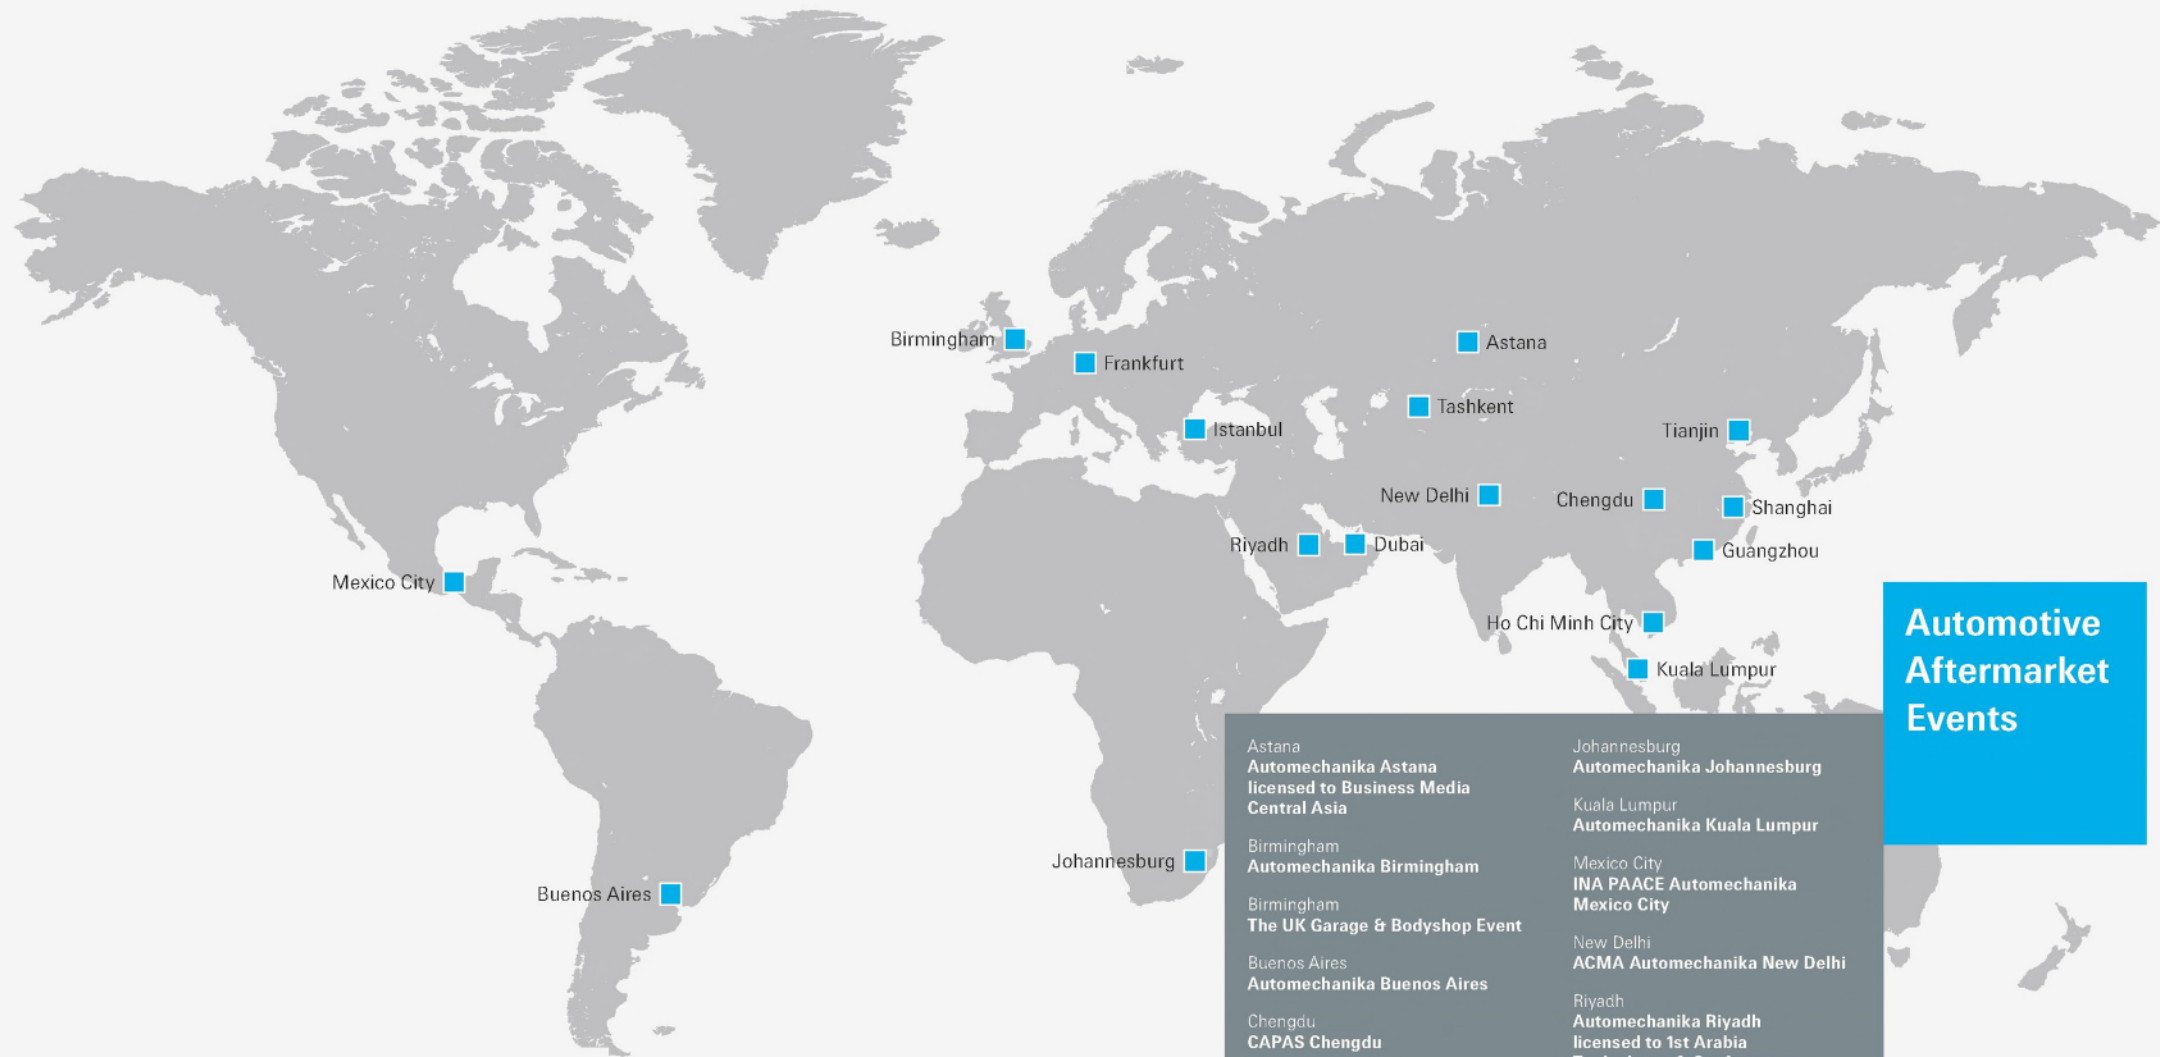 Birmingham
Frankfurt
Astana
Tashkent
Istanbul
Tianjin
New Delhi
Chengdu
Shanghai
Riyadh
Dubai
Guangzhou
Mexico City
Ho Chi Minh City
Kuala Lumpur
Johannesburg
Buenos Aires
Automotive
Aftermarket
Events
Astana
Automechanika Astana
licensed to Business Media
Central Asia
Birmingham
Automechanika Birmingham
Birmingham
The UK Garage & Bodyshop Event
Buenos Aires
Automechanika Buenos Aires
Chengdu
CAPAS Chengdu
Johannesburg
Automechanika Johannesburg
Kuala Lumpur
Automechanika Kuala Lumpur
Mexico City
INA PAACE Automechanika
Mexico City
New Delhi
ACMA Automechanika New Delhi
Riyadh
Automechanika Riyadh
licensed to 1st Arabia